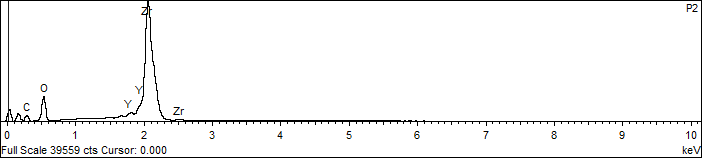 P2
Zr
C O Y Y Zr
0 1 2 3 4 5 6 7 8 9 10
Full Scale 39559 cts Cursor: 0.000 keV